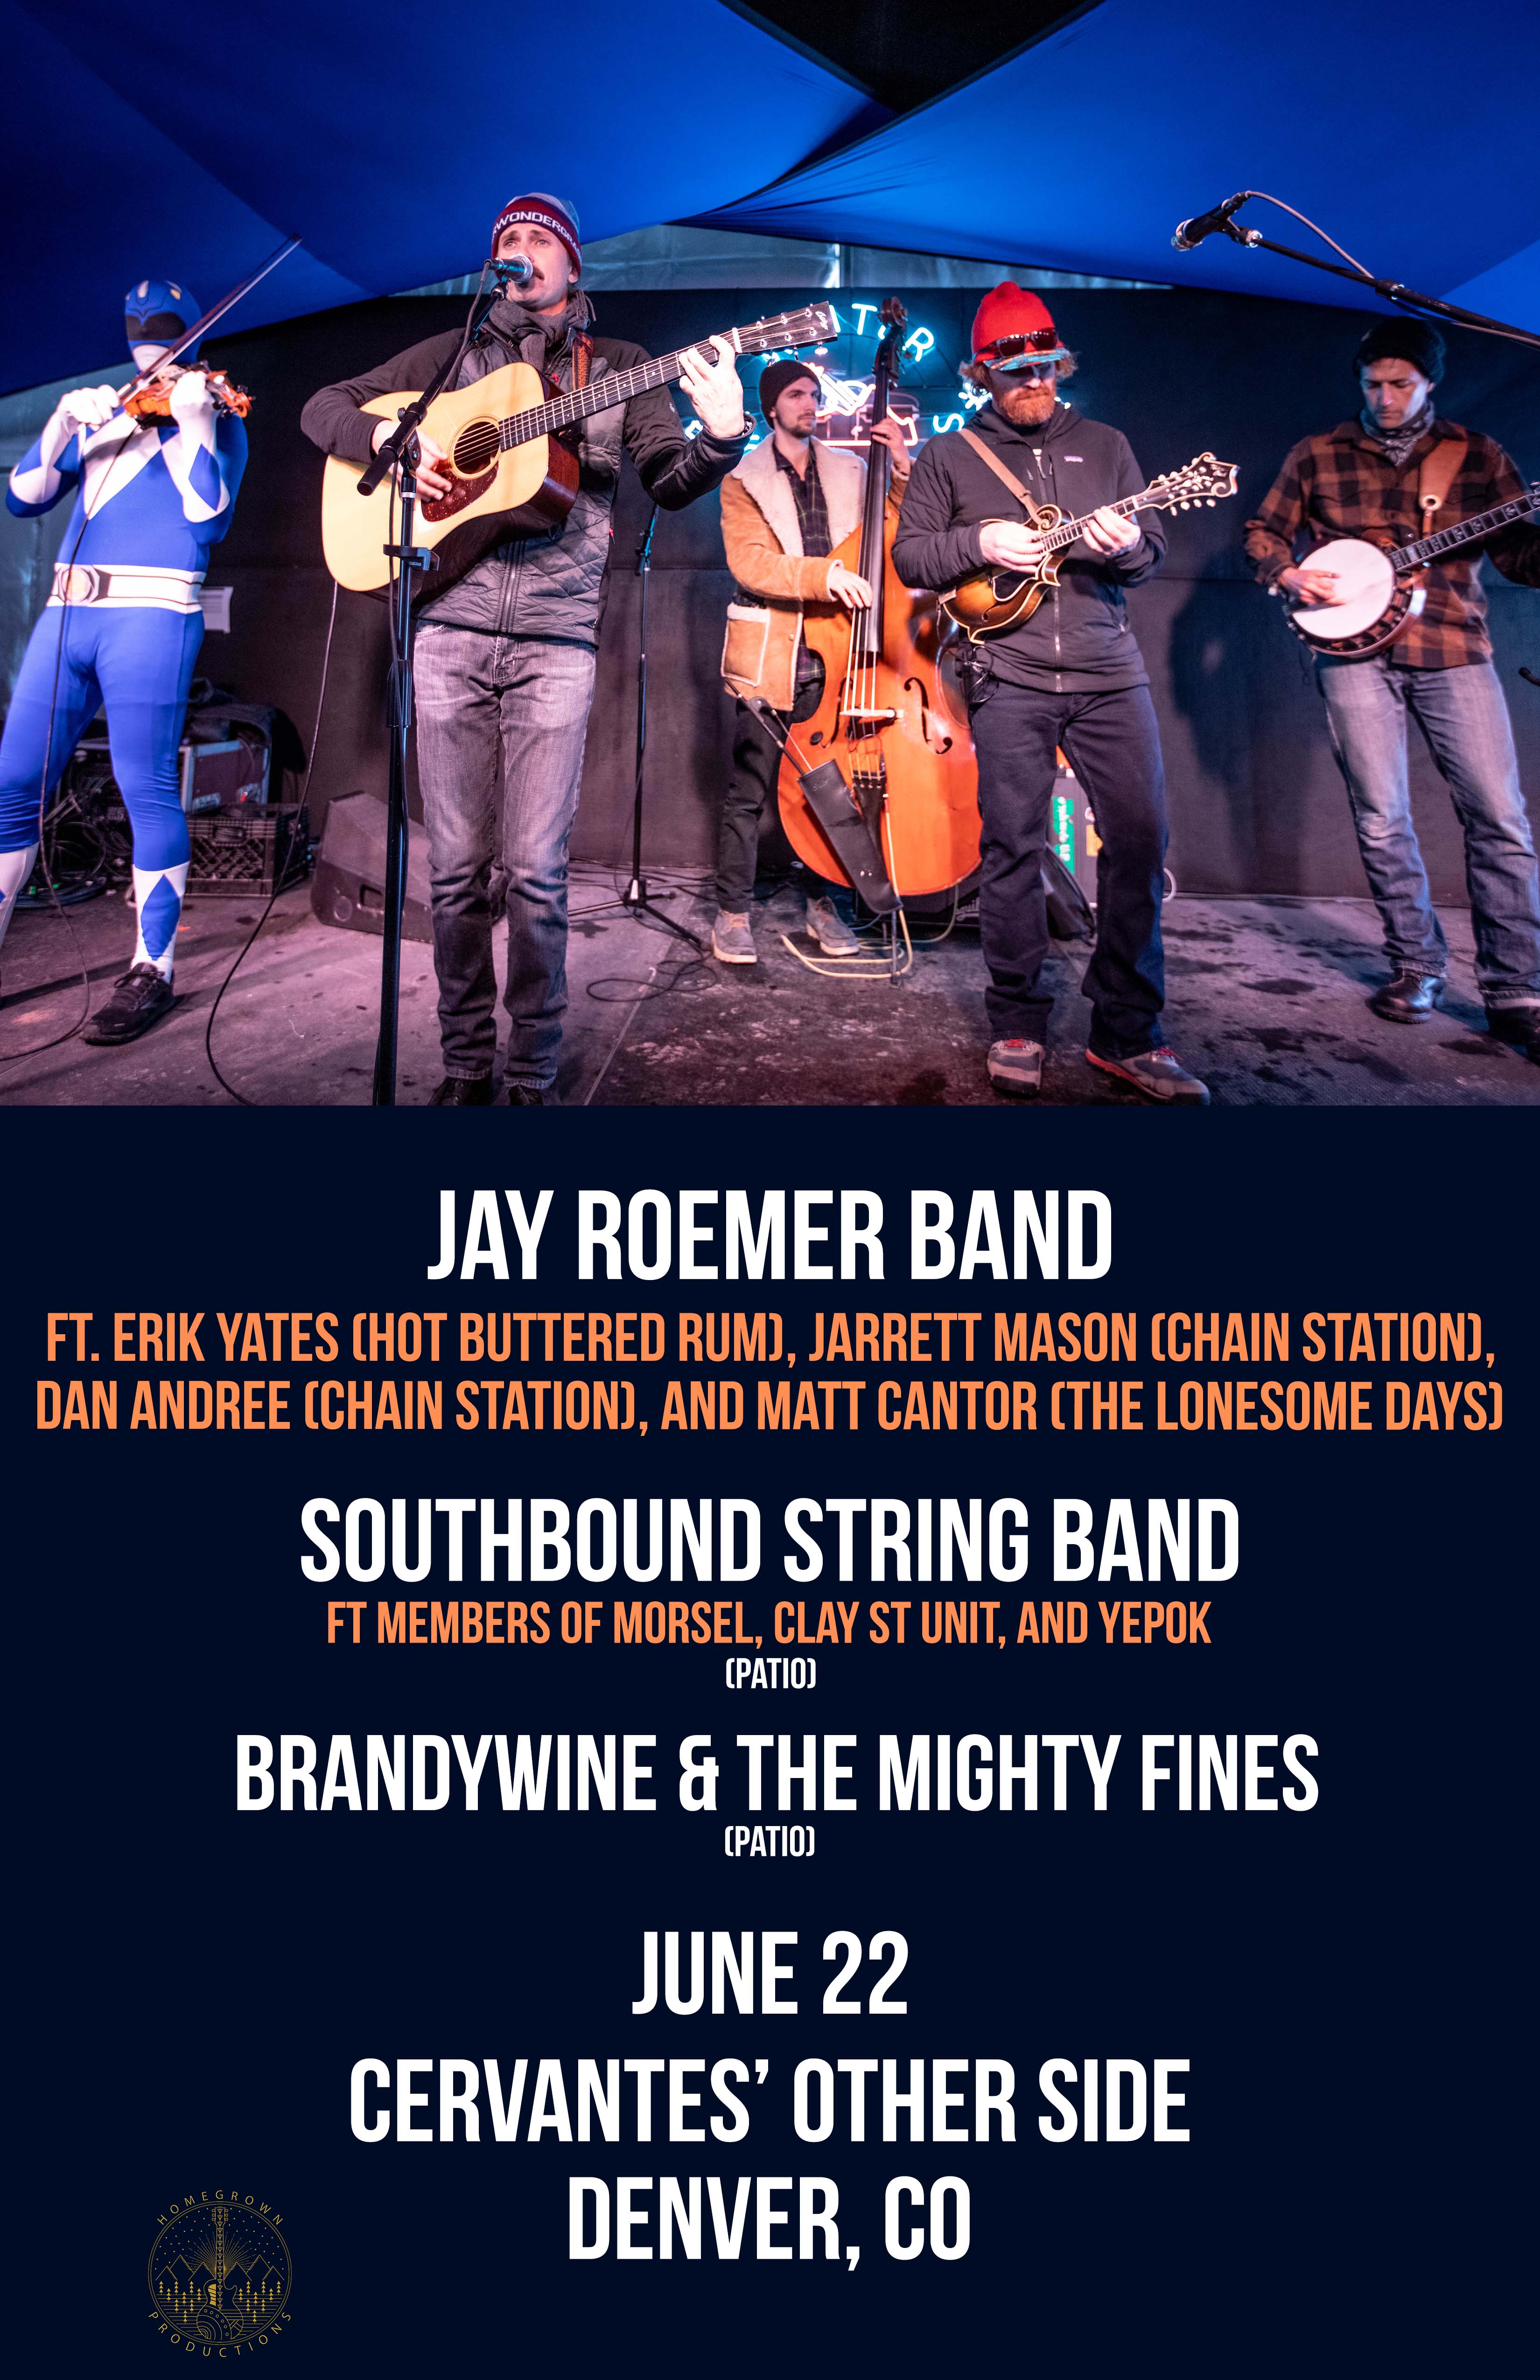 WONDERGRA
ITOR
S
JAY ROEMER BAND
FT. ERIK YATES (HOT BUTTERED RUM), JARRETT MASON (CHAIN STATION),
DAN ANDREE (CHAIN STATION), AND MATT CANTOR (THE LONESOME DAYS)
SOUTHBOUND STRING BAND
FT MEMBERS OF MORSEL, CLAY ST UNIT, AND YEPOK
(PATIO)
BRANDYWINE & THE MIGHTY FINES
(PATIO)
JUNE 22
CERVANTES' OTHER SIDE
DENVER, CO
HOMEGROWN
PRODUCTIONS